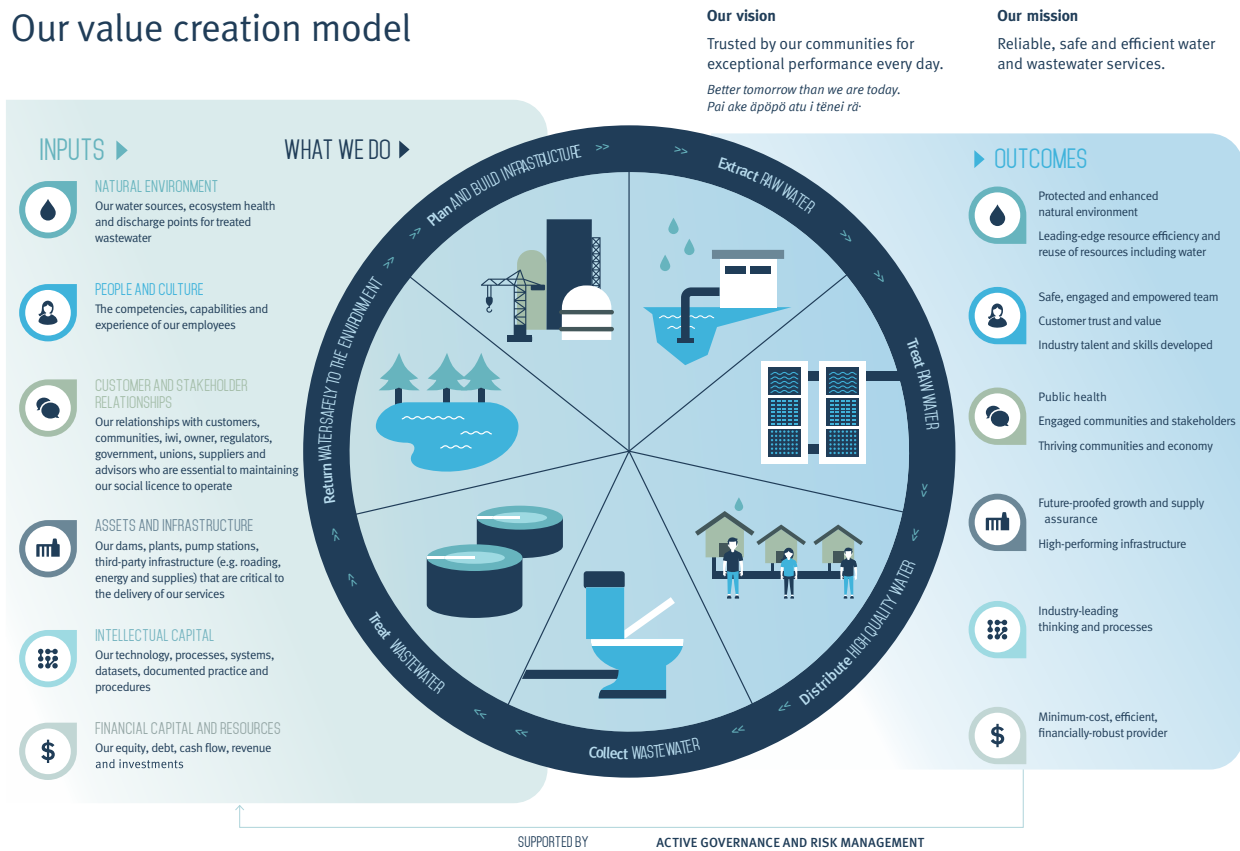 Our value creation model
Our vision
Trusted by our communities for
exceptional performance every day.
Better tomorrow than we are today.
Pai ake äpöpö atu i tënei rä·
Our mission
Reliable, safe and efficient water
and wastewater services.
INPUTS
NATURAL ENVIRONMENT
Our water sources, ecosystem health
and discharge points for treated
wastewater
PEOPLE AND CULTURE
The competencies, capabilities and
experience of our employees
CUSTOMER AND STAKEHOLDER
RELATIONSHIPS
Our relationships with customers,
communities, iwi, owner, regulators,
government, unions, suppliers and
advisors who are essential to maintaining
our social licence to operate
ASSETS AND INFRASTRUCTURE
Our dams, plants, pump stations,
third-party infrastructure (e.g. roading,
energy and supplies) that are critical to
the delivery of our services
INTELLECTUAL CAPITAL
Our technology, processes, systems,
datasets, documented practice and
procedures
$
FINANCIAL CAPITAL AND RESOURCES
Our equity, debt, cash flow, revenue
and investments
WHAT WE DO
Plan AND BUILD INFRASTRUCTURE >>
>> Extract RAW WATER >>
>> Treat RAW WATER >>
>> Distribute HIGH QUALITY WATER >>
>> Collect WASTEWATER >>
>> Treat WASTEWATER >>
>> Return WATER SAFELY TO THE ENVIRONMENT >>
>>
OUTCOMES
Protected and enhanced
natural environment
Leading-edge resource efficiency and
reuse of resources including water
Safe, engaged and empowered team
Customer trust and value
Industry talent and skills developed
Public health
Engaged communities and stakeholders
Thriving communities and economy
Future-proofed growth and supply
assurance
High-performing infrastructure
Industry-leading
thinking and processes
$
Minimum-cost, efficient,
financially-robust provider
SUPPORTED BY ACTIVE GOVERNANCE AND RISK MANAGEMENT